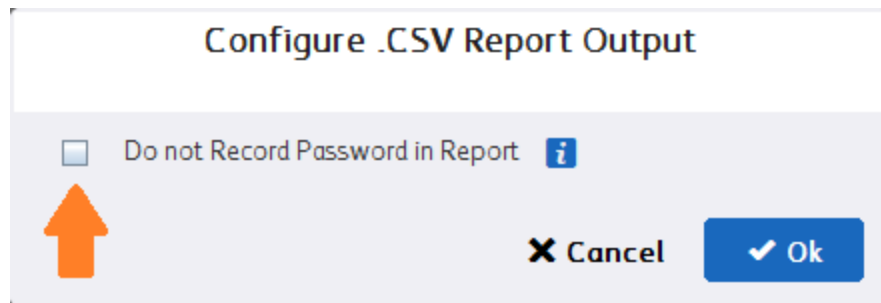 Configure .CSV Report Output
Do not Record Password in Report i
Cancel Ok